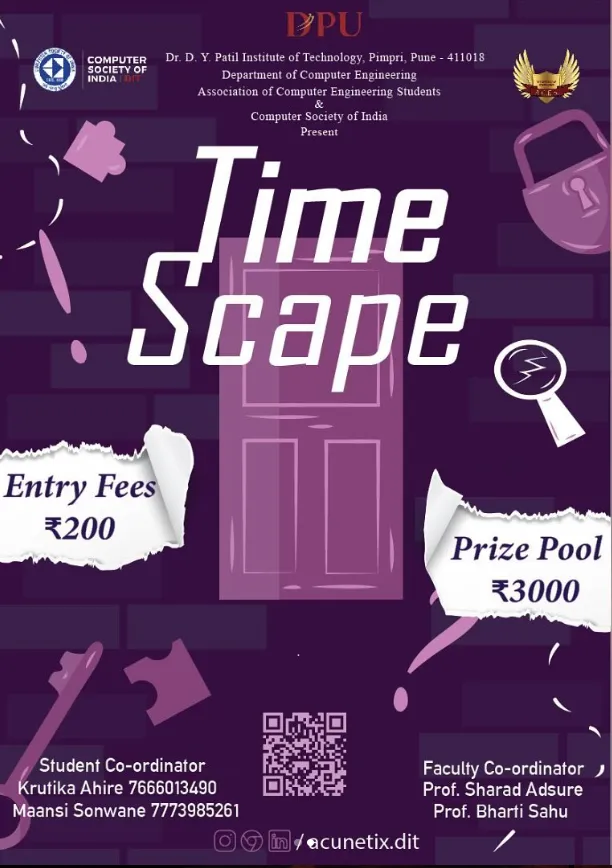 DPU
COMPUTER
SOCIETY OF
INDIA | DIT
Dr. D. Y. Patil Institute of Technology, Pimpri, Pune - 411018
Department of Computer Engineering
Association of Computer Engineering Students
&
Computer Society of India
Present
Time
Scape
Entry Fees
₹200
Prize Pool
₹3000
Student Co-ordinator
Krutika Ahire 7666013490
Maansi Sonwane 7773985261
Faculty Co-ordinator
Prof. Sharad Adsure
Prof. Bharti Sahu
/acunetix.dit